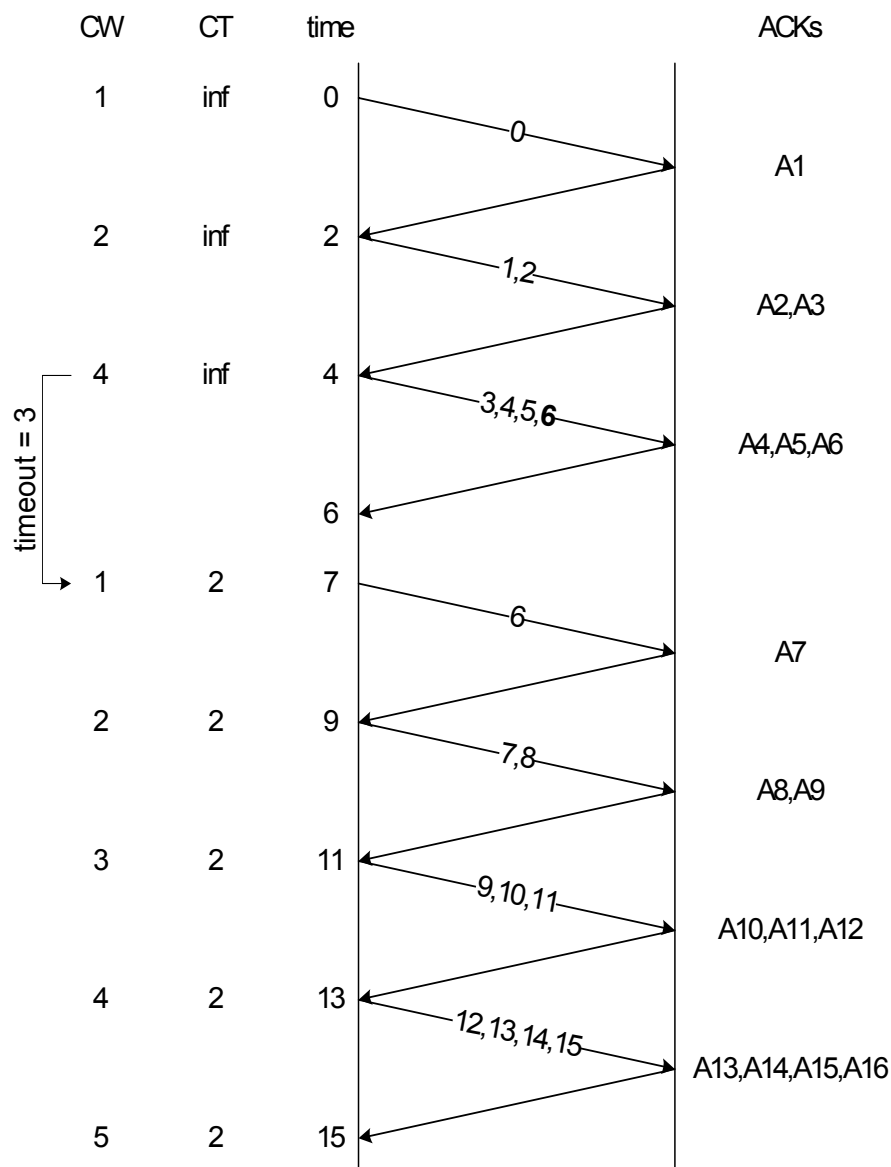 CW CT time ACKs
1 inf 0
0
A1
2 inf 2
1,2
A2,A3
4 inf 4
3,4,5,6
A4,A5,A6
timeout = 3
6
1 2 7
6
A7
2 2 9
7,8
A8,A9
3 2 11
9,10,11
A10,A11,A12
4 2 13
12,13,14,15
A13,A14,A15,A16
5 2 15